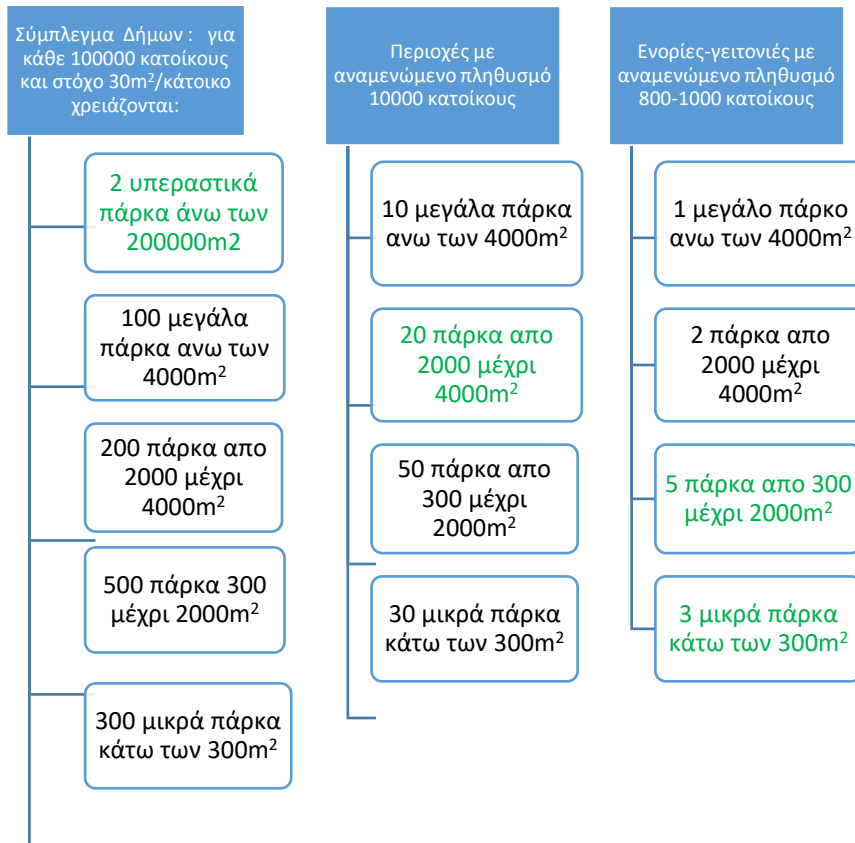 Σύμπλεγμα Δήμων : για
κάθε 100000 κατοίκους
και στόχο 30m²/κάτοικο
χρειάζονται:
2 υπεραστικά
πάρκα άνω των
200000m2
100 μεγάλα
πάρκα ανω των
4000m²
200 πάρκα απο
2000 μέχρι
4000m²
500 πάρκα 300
μέχρι 2000m²
300 μικρά πάρκα
κάτω των 300m²
Περιοχές με
αναμενώμενο πληθυσμό
10000 κατοίκους
10 μεγάλα πάρκα
ανω των 4000m²
20 πάρκα απο
2000 μέχρι
4000m²
50 πάρκα απο
300 μέχρι
2000m²
30 μικρά πάρκα
κάτω των 300m²
Ενορίες-γειτονιές με
αναμενώμενο πληθυσμό
800-1000 κατοίκους
1 μεγάλο πάρκο
ανω των 4000m²
2 πάρκα απο
2000 μέχρι
4000m²
5 πάρκα απο 300
μέχρι 2000m²
3 μικρά πάρκα
κάτω των 300m²